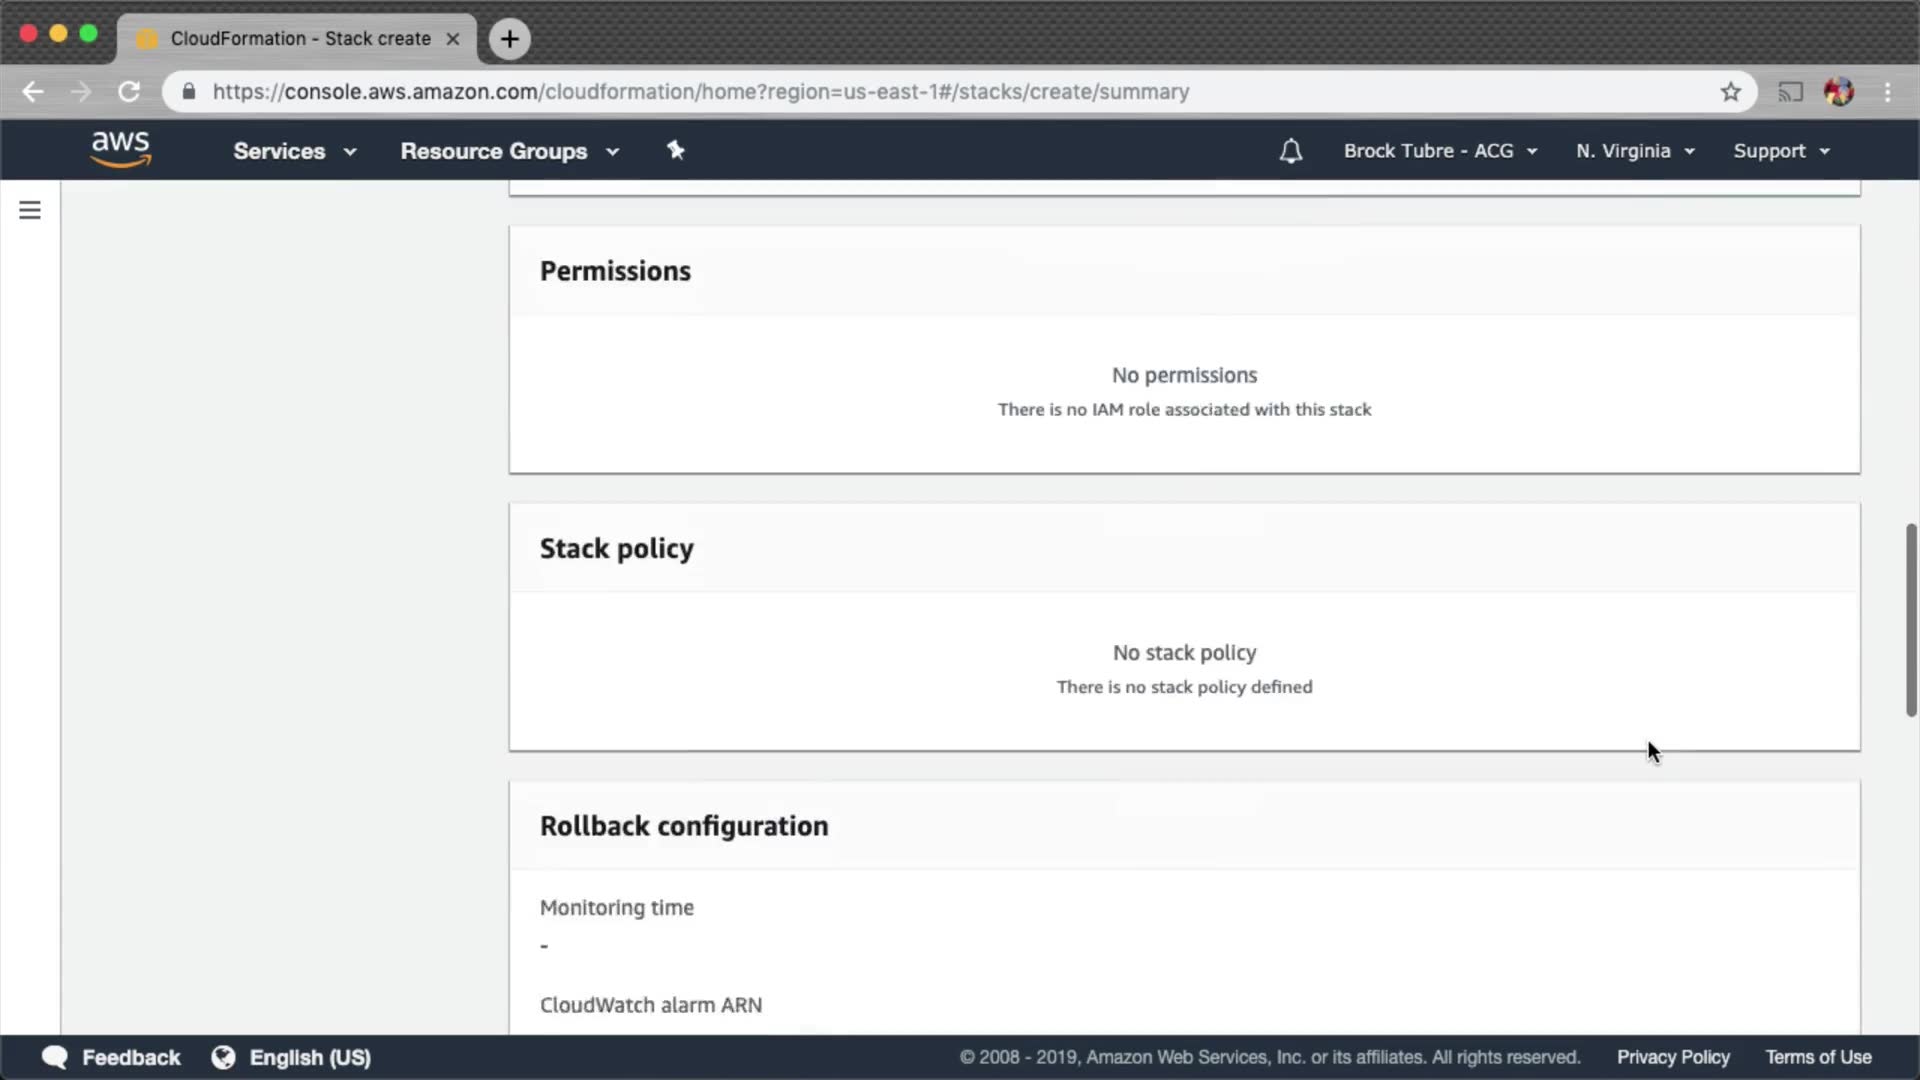 CloudFormation - Stack create
https://console.aws.amazon.com/cloudformation/home?region=us-east-1#/stacks/create/summary
aws Services Resource Groups Brock Tubre - ACG N. Virginia Support
Permissions
No permissions
There is no IAM role associated with this stack
Stack policy
No stack policy
There is no stack policy defined
Rollback configuration
Monitoring time
-
CloudWatch alarm ARN
Feedback English (US) © 2008 - 2019, Amazon Web Services, Inc. or its affiliates. All rights reserved. Privacy Policy Terms of Use